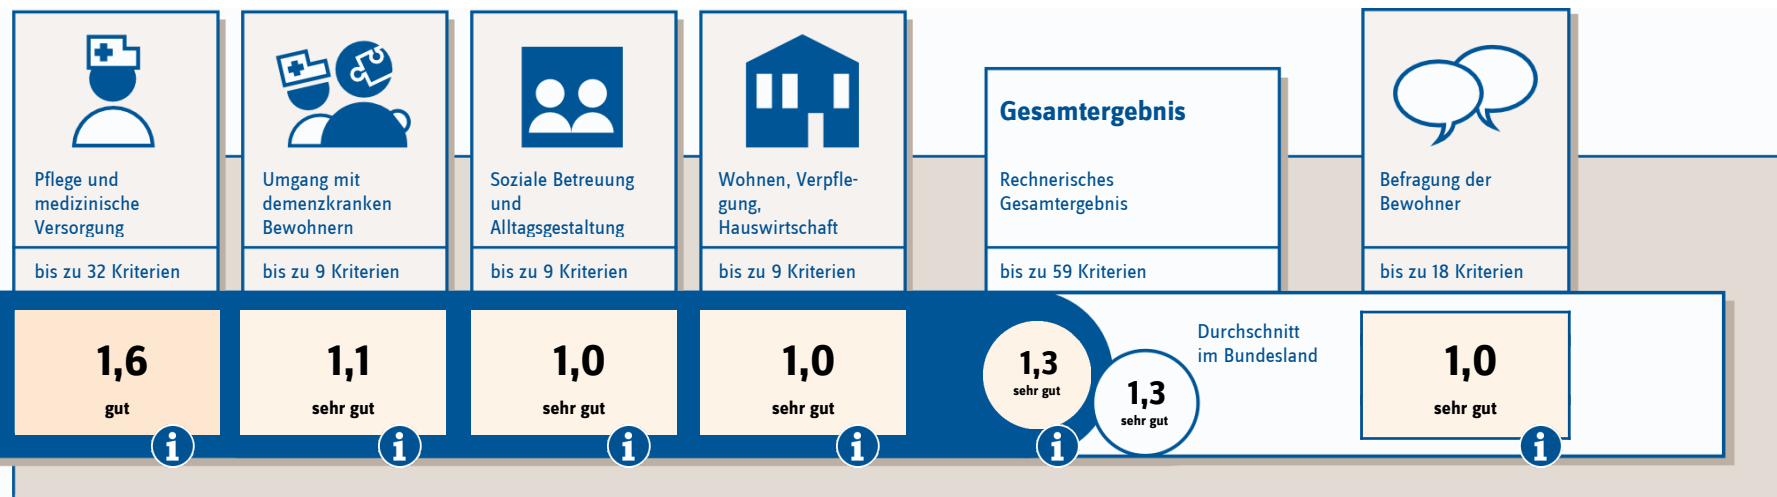 Pflege und
medizinische
Versorgung
bis zu 32 Kriterien
1,6
gut
Umgang mit
demenzkranken
Bewohnern
bis zu 9 Kriterien
1,1
sehr gut
Soziale Betreuung
und
Alltagsgestaltung
bis zu 9 Kriterien
1,0
sehr gut
Wohnen, Verpfle-
gung,
Hauswirtschaft
bis zu 9 Kriterien
1,0
sehr gut
Gesamtergebnis
Rechnerisches
Gesamtergebnis
bis zu 59 Kriterien
1,3
sehr gut
Durchschnitt
im Bundesland
1,3
sehr gut
Befragung der
Bewohner
bis zu 18 Kriterien
1,0
sehr gut
i
i
i
i
i
i